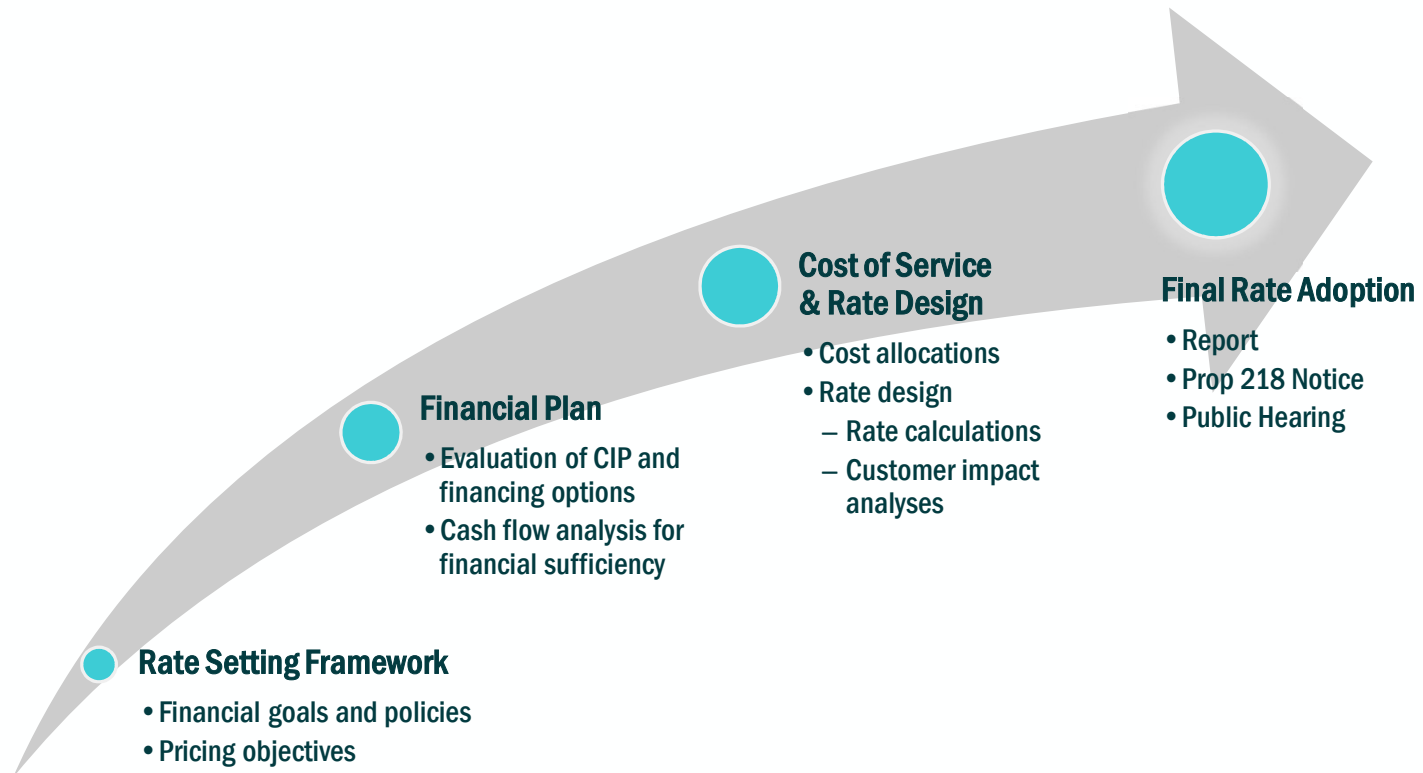 Rate Setting Framework
• Financial goals and policies
• Pricing objectives
Financial Plan
• Evaluation of CIP and
financing options
• Cash flow analysis for
financial sufficiency
Cost of Service
& Rate Design
• Cost allocations
• Rate design
– Rate calculations
– Customer impact
analyses
Final Rate Adoption
• Report
• Prop 218 Notice
• Public Hearing